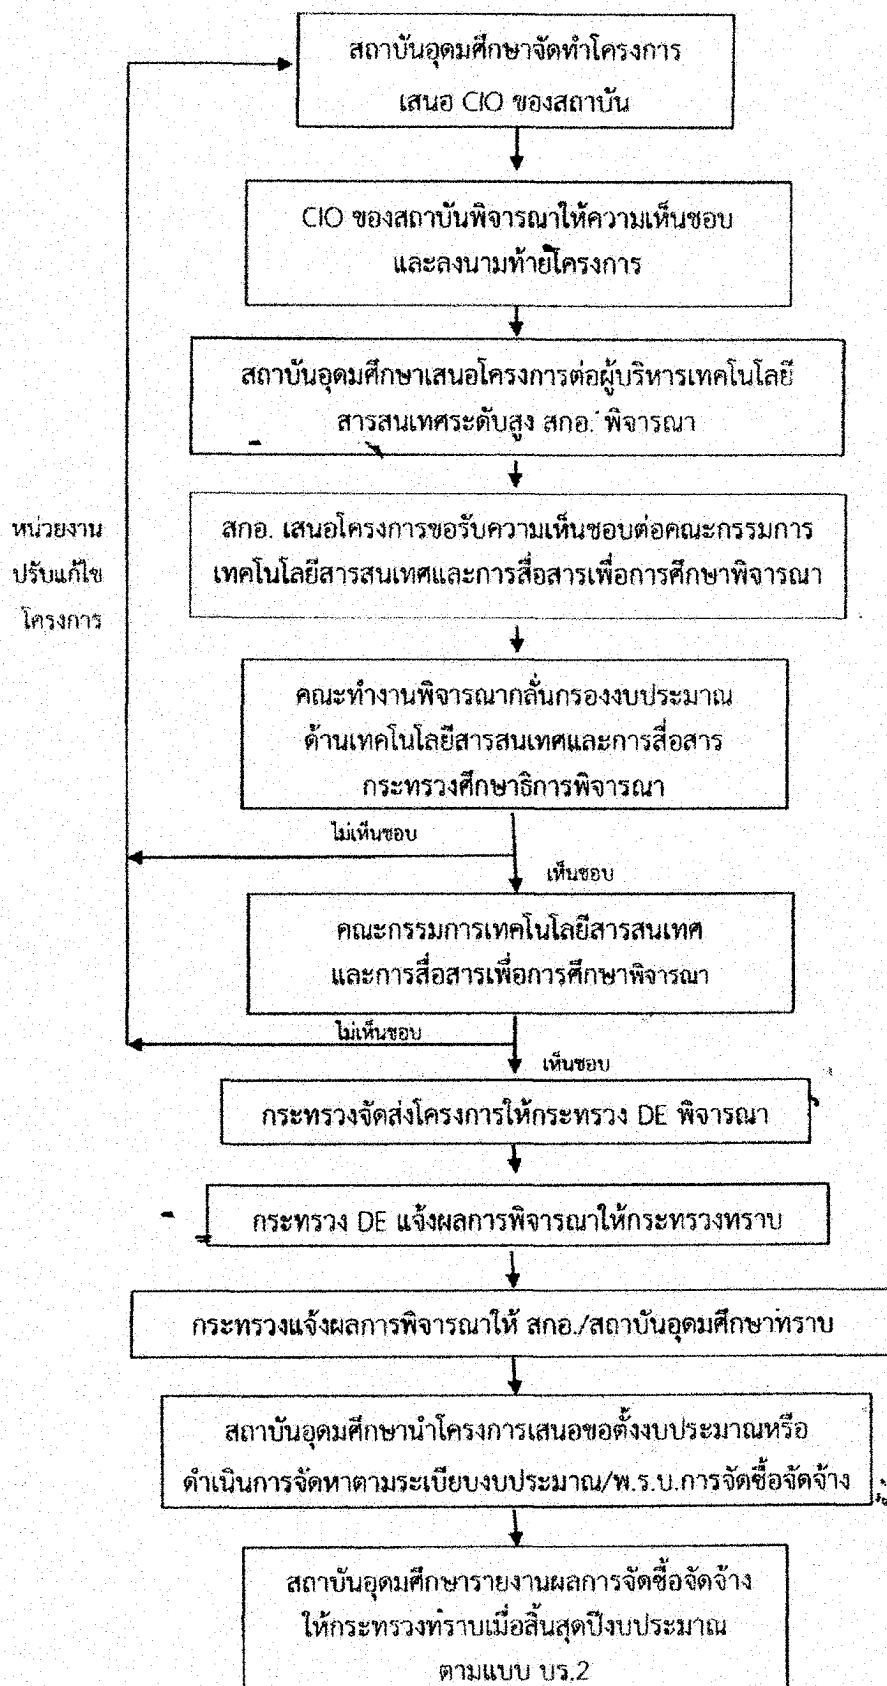 สถาบันอุดมศึกษาจัดทำโครงการ
เสนอ CIO ของสถาบัน
CIO ของสถาบันพิจารณาให้ความเห็นชอบ
และลงนามท้ายโครงการ
สถาบันอุดมศึกษาเสนอโครงการต่อผู้บริหารเทคโนโลยี
สารสนเทศระดับสูง สกอ. พิจารณา
สกอ. เสนอโครงการขอรับความเห็นชอบต่อคณะกรรมการ
เทคโนโลยีสารสนเทศและการสื่อสารเพื่อการศึกษาพิจารณา
หน่วยงาน
ปรับแก้ไข
โครงการ
คณะทำงานพิจารณากลั่นกรองงบประมาณ
ด้านเทคโนโลยีสารสนเทศและการสื่อสาร
กระทรวงศึกษาธิการพิจารณา
ไม่เห็นชอบ
เห็นชอบ
คณะกรรมการเทคโนโลยีสารสนเทศ
และการสื่อสารเพื่อการศึกษาพิจารณา
ไม่เห็นชอบ
เห็นชอบ
กระทรวงจัดส่งโครงการให้กระทรวง DE พิจารณา
กระทรวง DE แจ้งผลการพิจารณาให้กระทรวงทราบ
กระทรวงแจ้งผลการพิจารณาให้ สกอ./สถาบันอุดมศึกษาทราบ
สถาบันอุดมศึกษานำโครงการเสนอขอตั้งงบประมาณหรือ
ดำเนินการจัดหาตามระเบียบงบประมาณ/พ.ร.บ.การจัดซื้อจัดจ้าง
สถาบันอุดมศึกษารายงานผลการจัดซื้อจัดจ้าง
ให้กระทรวงทราบเมื่อสิ้นสุดปีงบประมาณ
ตามแบบ บร.2